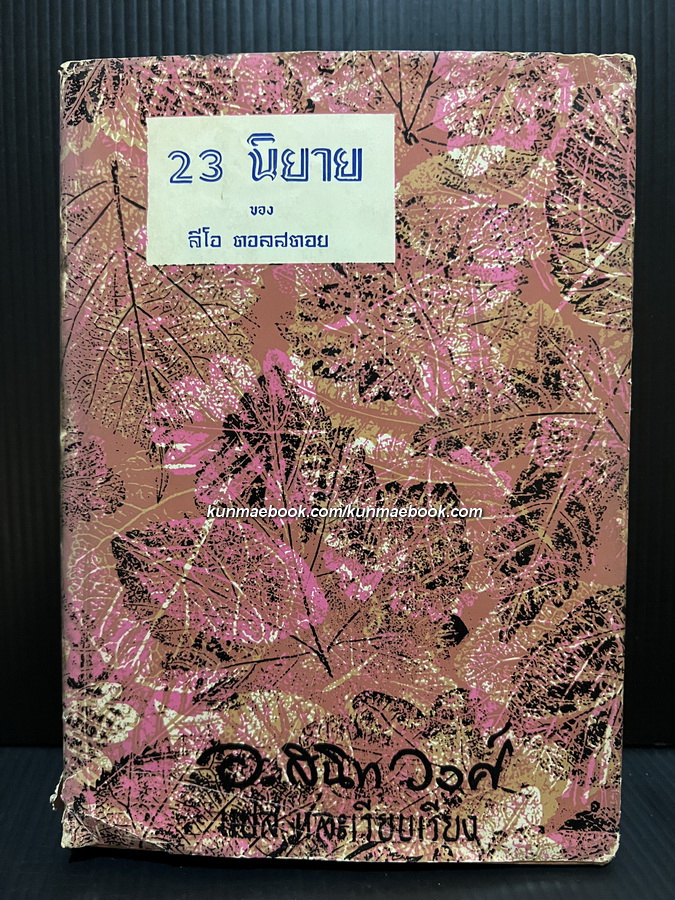 23 นิยาย
ของ
ลีโอ ตอลสตอย
kunmaebook.com/kunmaebook.com
อ. สินิท วงศ์
แปล และเรียบเรียง